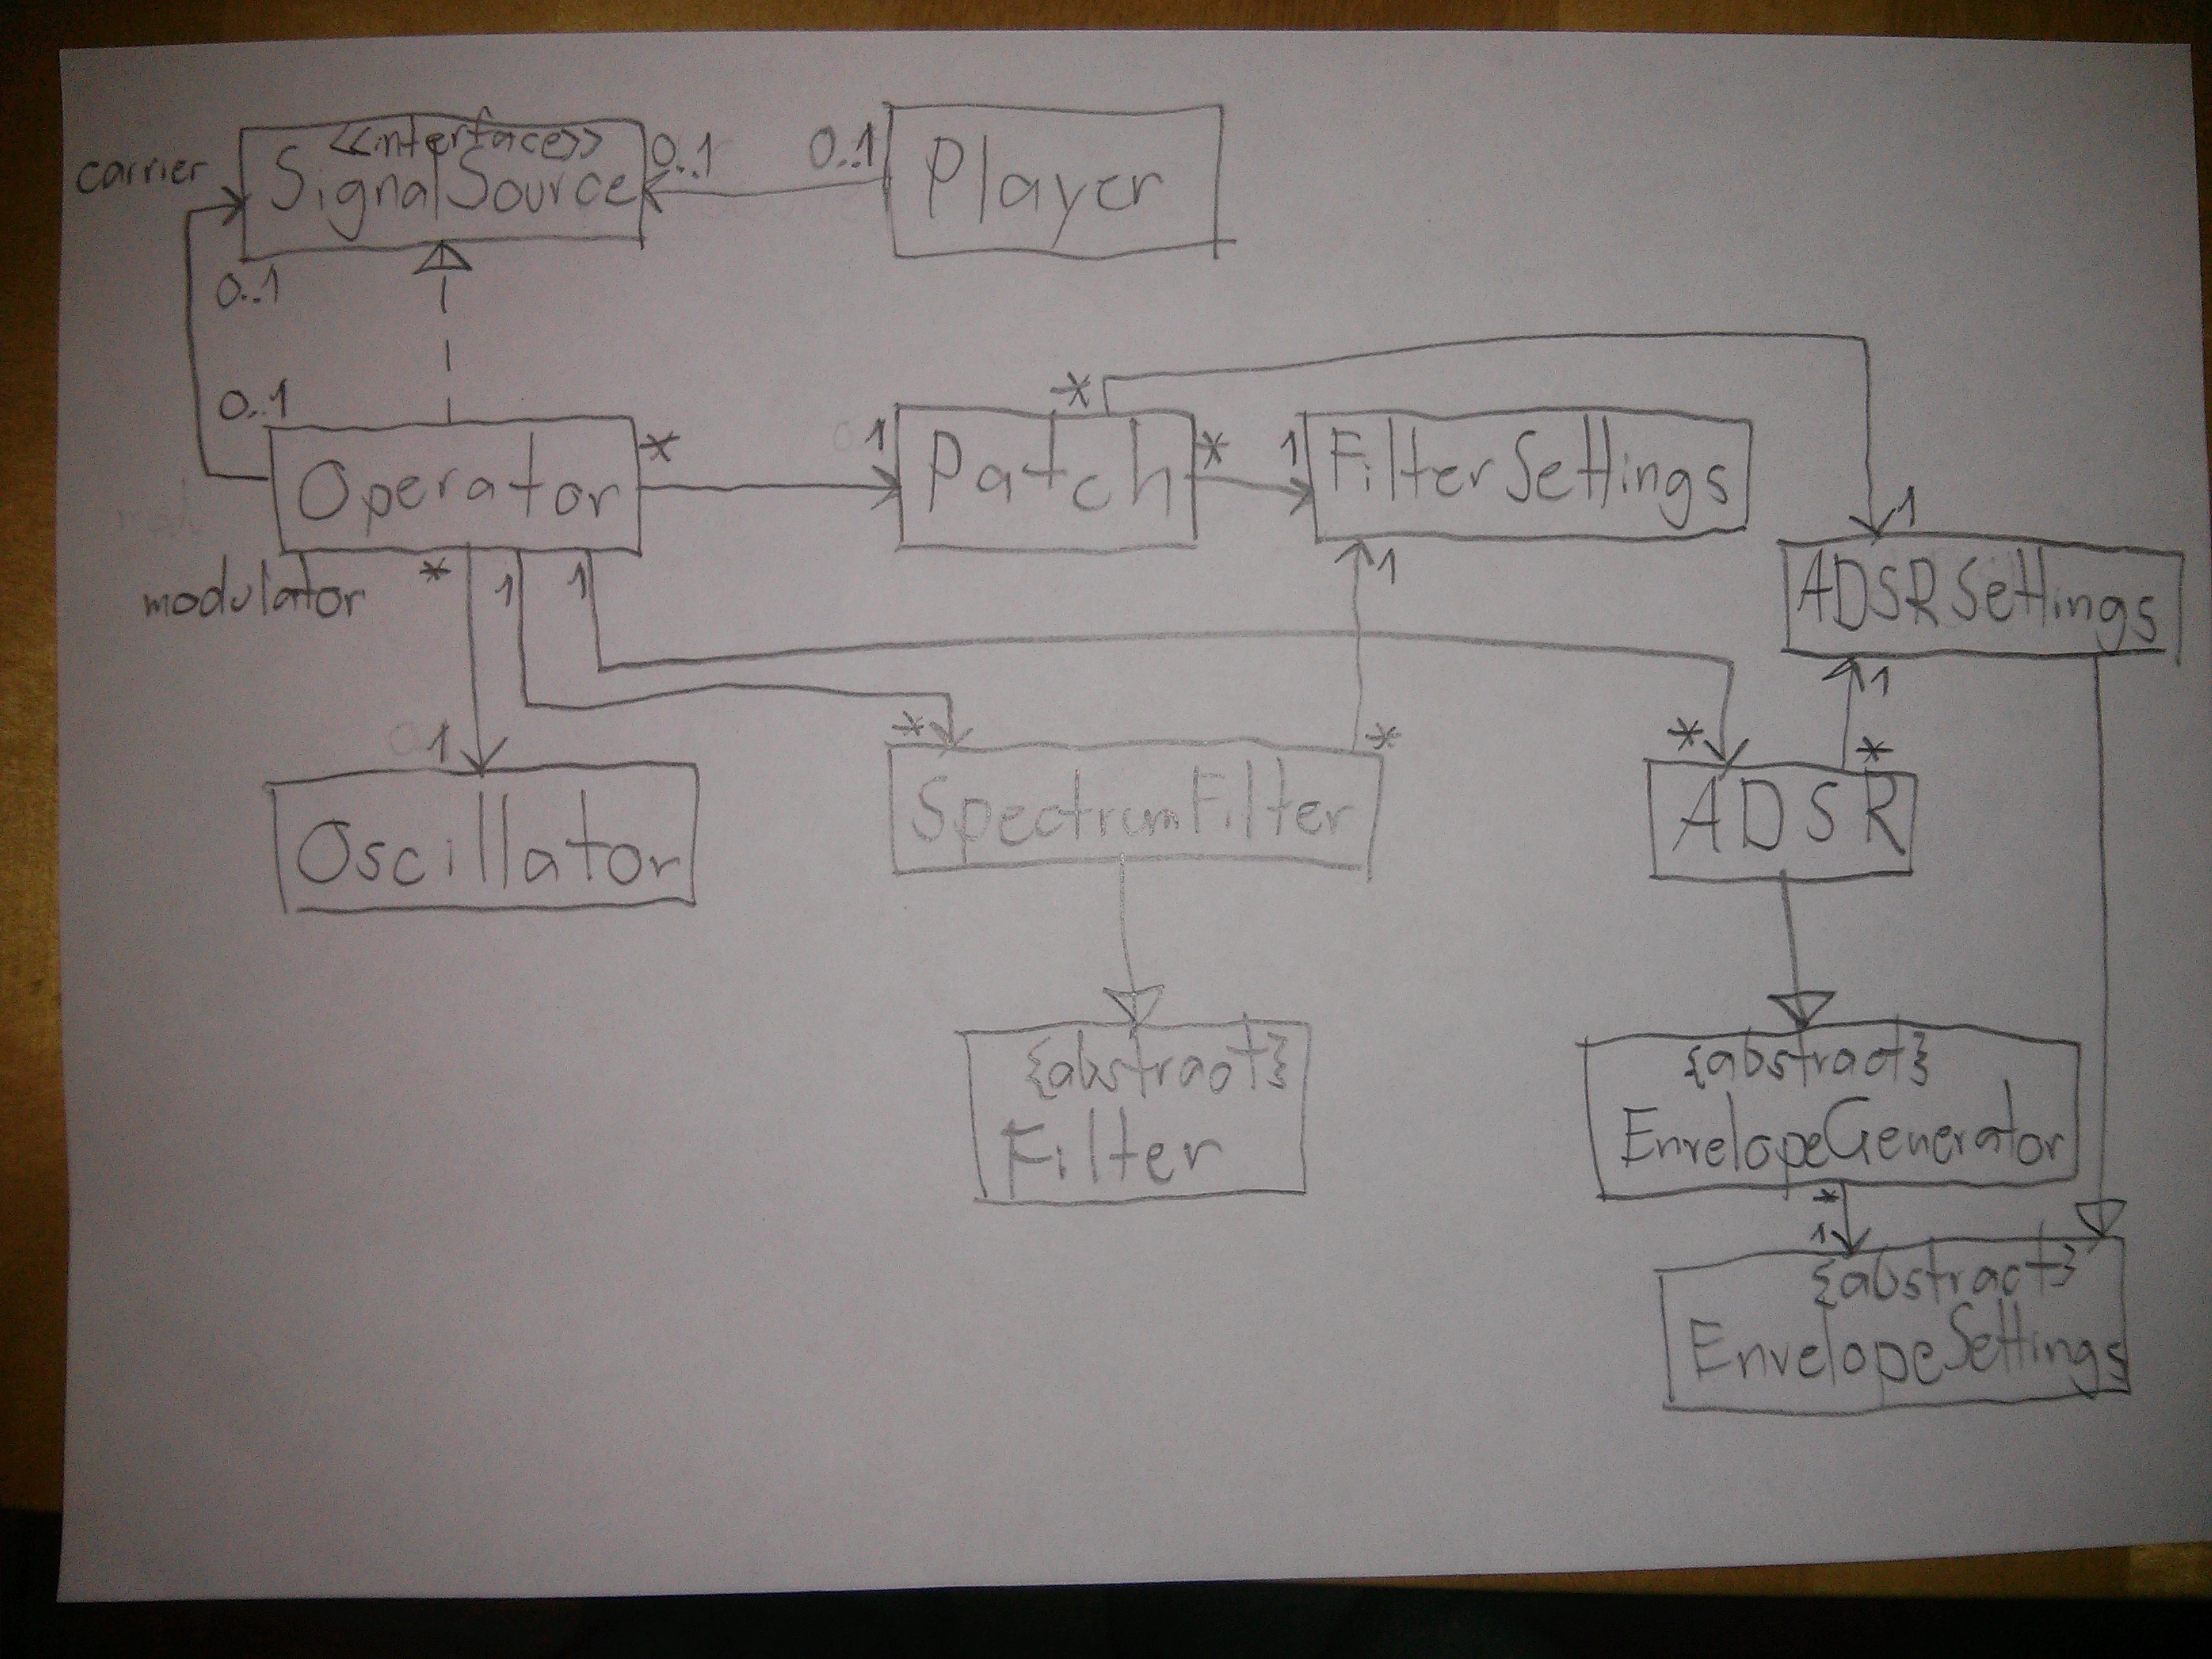 <<interface>>
carrier
SignalSource
0..1
0..1
Player
0..1
0..1
Operator
modulator
*
1
Patch
*
*
1
FilterSettings
1
ADSRSettings
*
1
1
1
1
1
Oscillator
*
SpectrumFilter
*
*
ADSR
*
{abstract}
Filter
{abstract}
EnvelopeGenerator
*
1
{abstract}
EnvelopeSettings